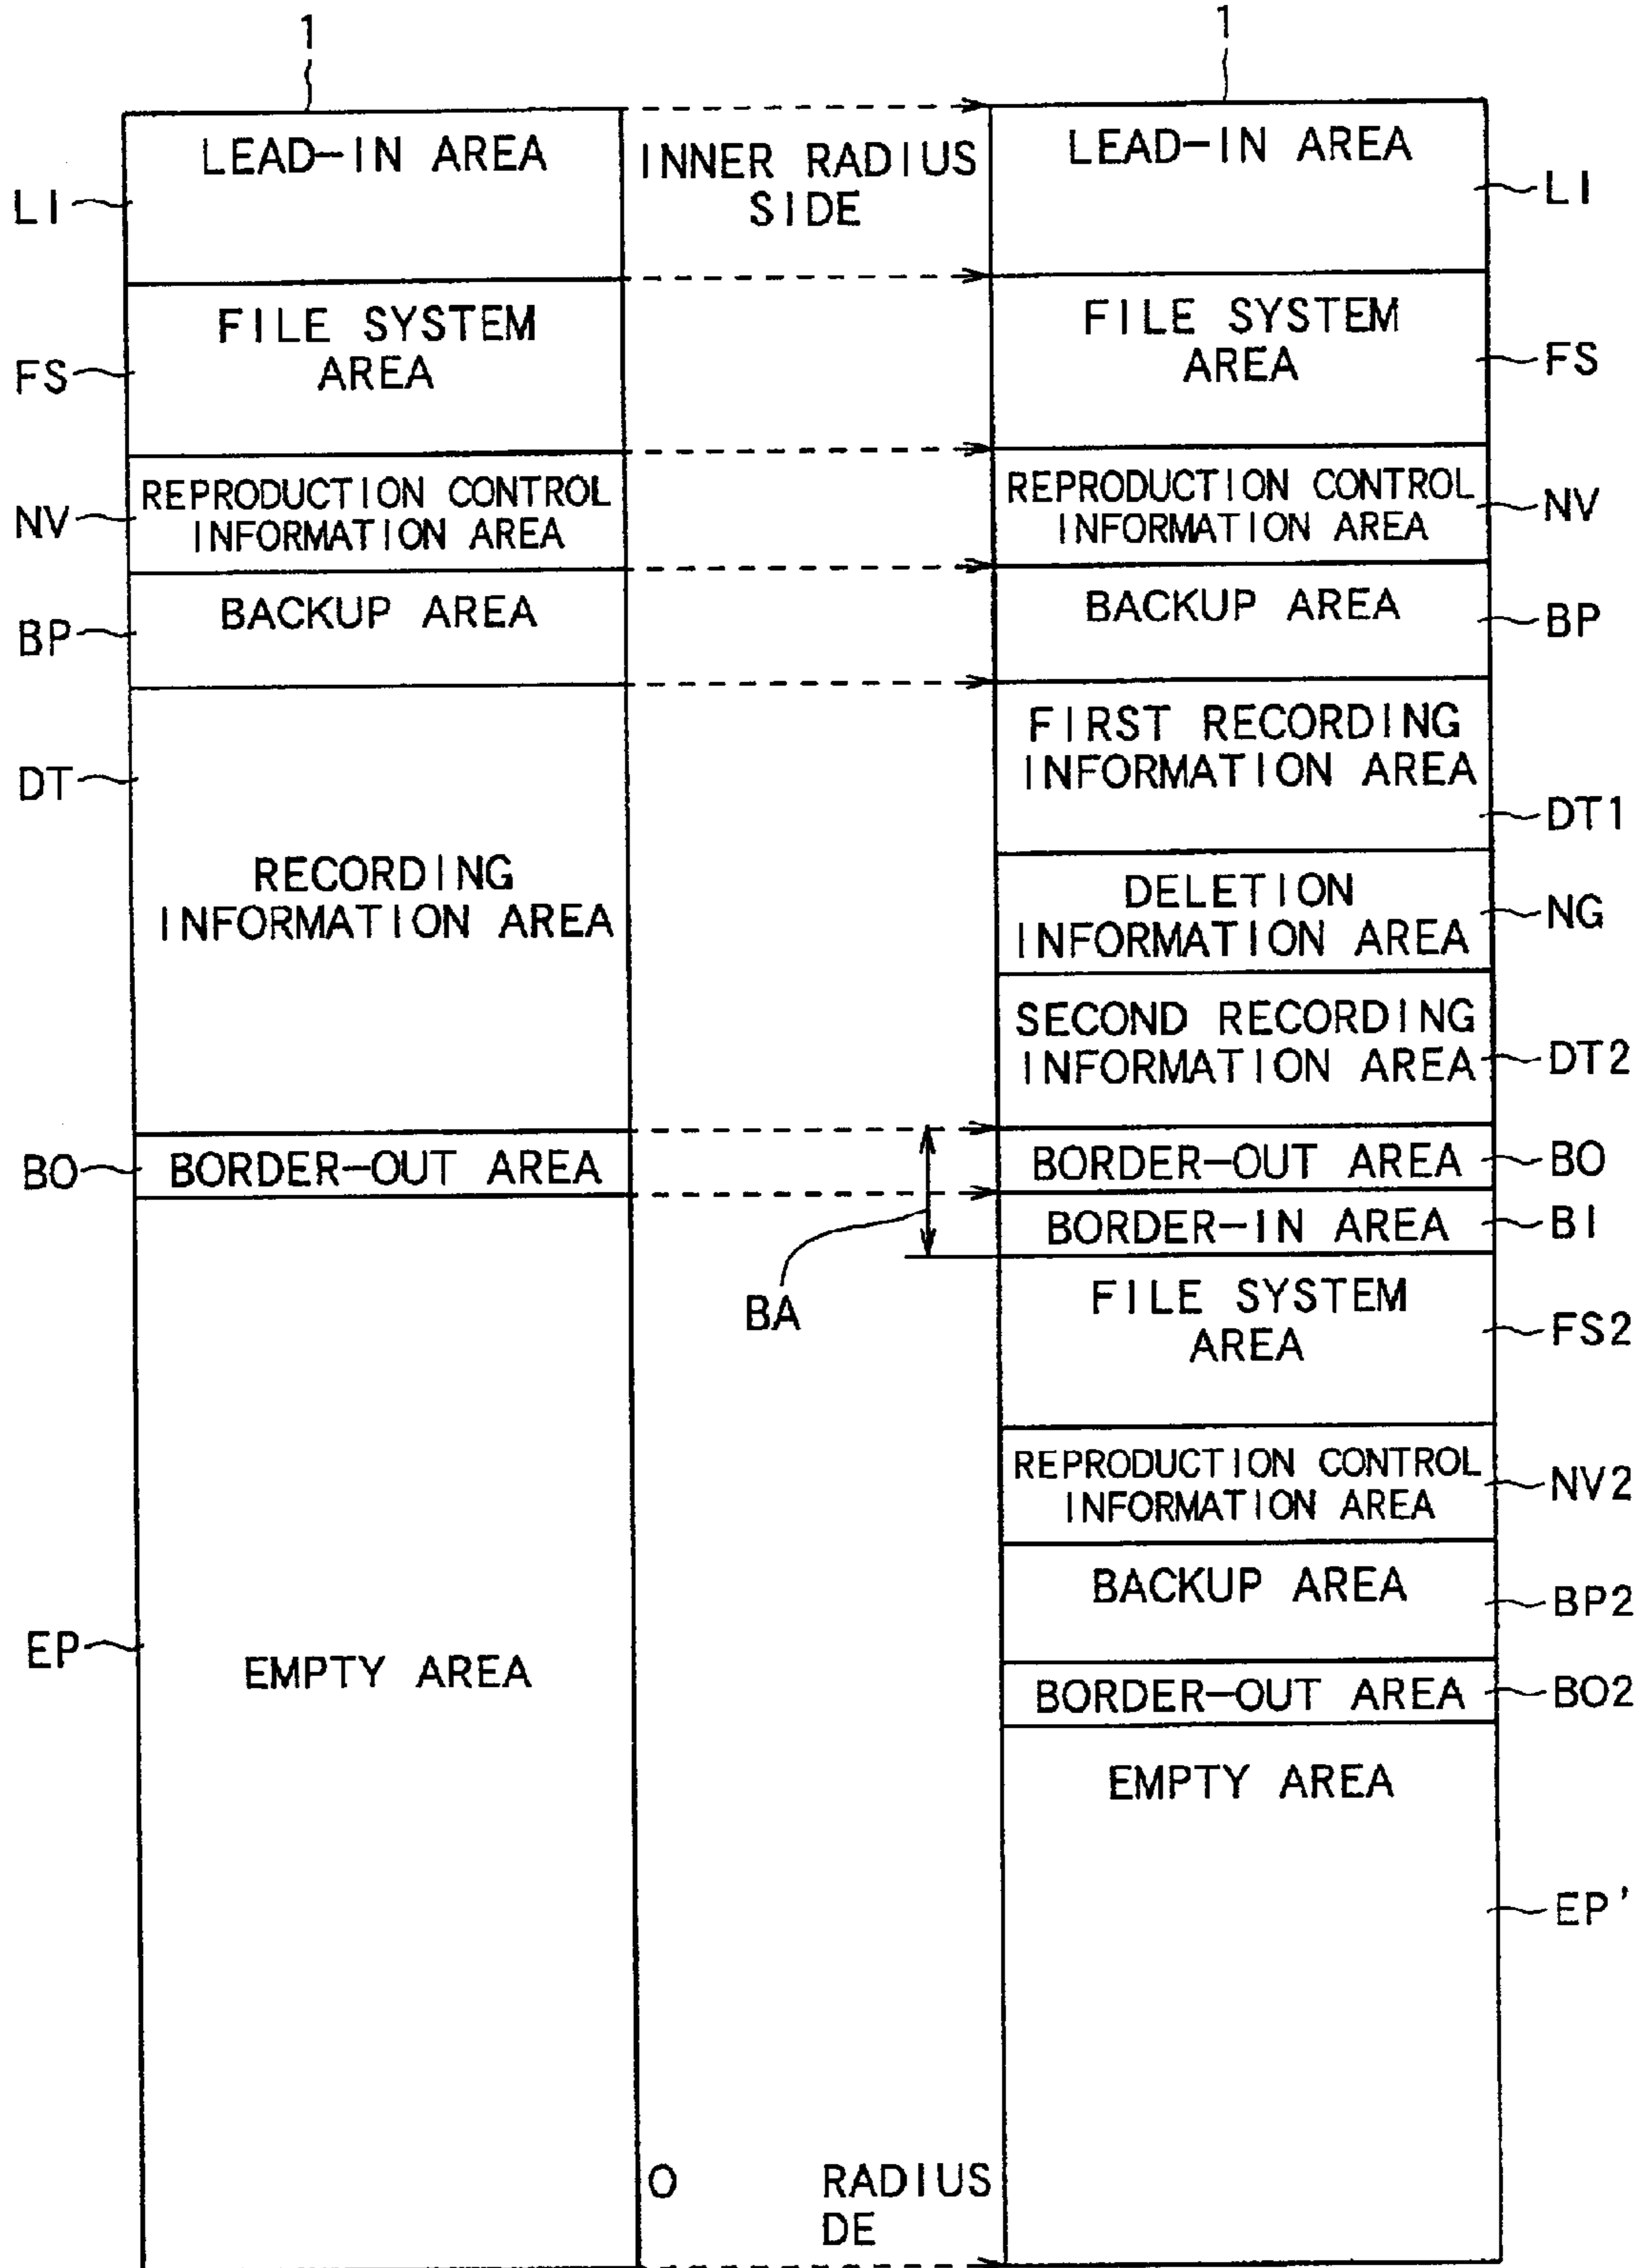 1
1
LEAD-IN AREA
INNER RADIUS
SIDE
LEAD-IN AREA
LI
LI
FILE SYSTEM
AREA
FILE SYSTEM
AREA
FS
FS
REPRODUCTION CONTROL
INFORMATION AREA
REPRODUCTION CONTROL
INFORMATION AREA
NV
NV
BACKUP AREA
BACKUP AREA
BP
BP
DT
RECORDING
INFORMATION AREA
FIRST RECORDING
INFORMATION AREA
DT1
DELETION
INFORMATION AREA
NG
SECOND RECORDING
INFORMATION AREA
DT2
BO
BORDER-OUT AREA
BORDER-OUT AREA
BO
BORDER-IN AREA
BI
BA
FILE SYSTEM
AREA
FS2
REPRODUCTION CONTROL
INFORMATION AREA
NV2
BACKUP AREA
BP2
EP
EMPTY AREA
BORDER-OUT AREA
BO2
EMPTY AREA
EP'
O RADIUS
DE